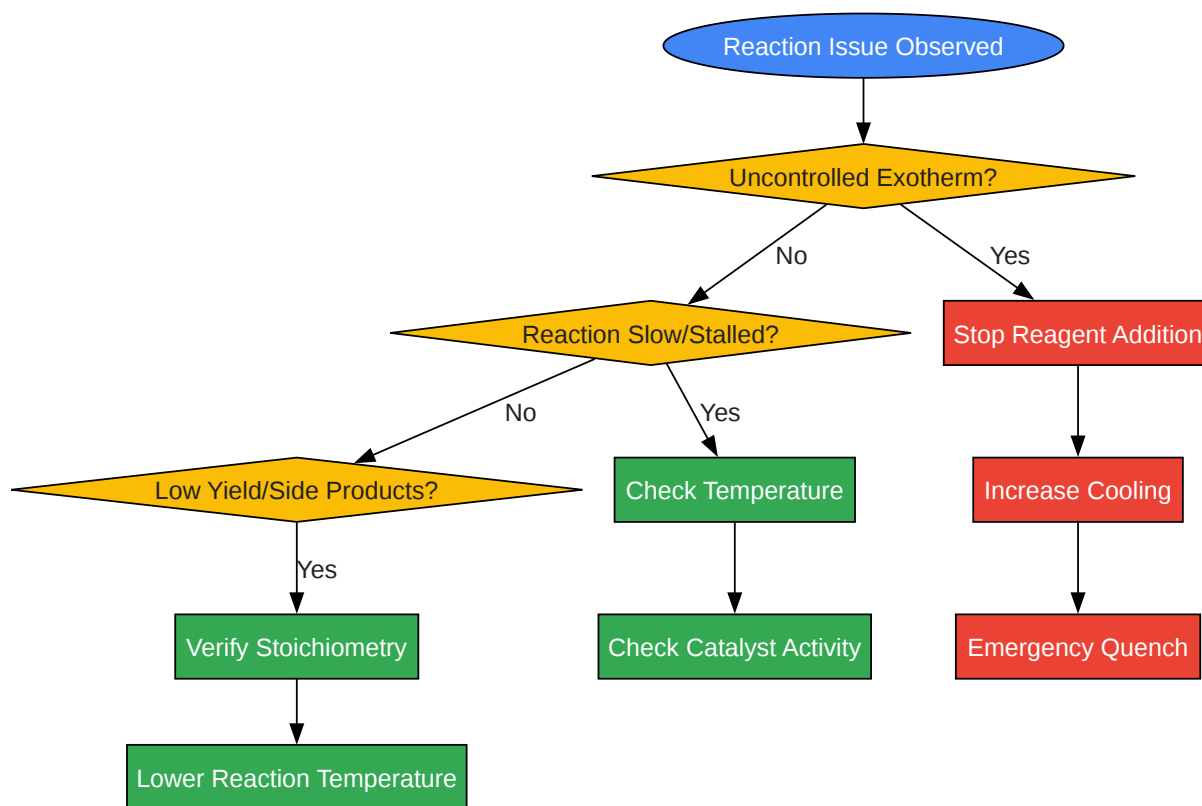 Reaction Issue Observed
Uncontrolled Exotherm?
No
Yes
Reaction Slow/Stalled?
Stop Reagent Addition
No
Yes
Low Yield/Side Products?
Check Temperature
Increase Cooling
Yes
Verify Stoichiometry
Check Catalyst Activity
Emergency Quench
Lower Reaction Temperature